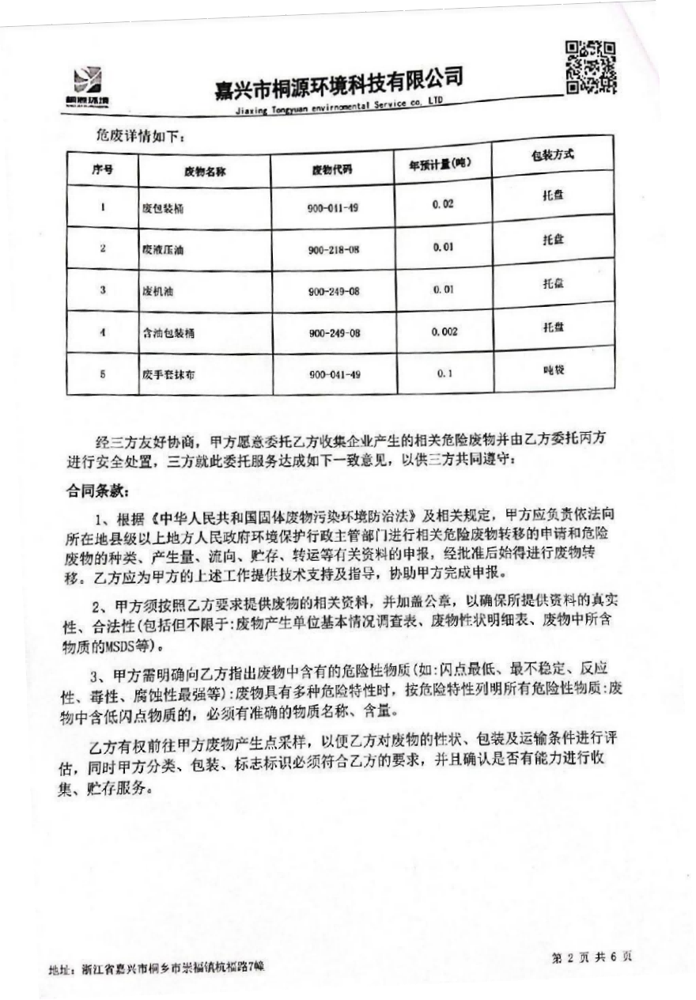 桐源环境
嘉兴市桐源环境科技有限公司
Jiaxing Tongyuan envirnomental Service co. LTD
危废详情如下：
序号 废物名称 废物代码 年预计量(吨) 包装方式
1 废包装桶 900-041-49 0.02 托盘
2 废液压油 900-218-08 0.01 托盘
3 废机油 900-249-08 0.01 托盘
4 含油包装桶 900-249-08 0.002 托盘
5 废手套抹布 900-041-49 0.1 吨袋
经三方友好协商，甲方愿意委托乙方收集企业产生的相关危险废物并由乙方委托丙方
进行安全处置，三方就此委托服务达成如下一致意见，以供三方共同遵守：
合同条款：
1、根据《中华人民共和国固体废物污染环境防治法》及相关规定，甲方应负责依法向
所在地县级以上地方人民政府环境保护行政主管部门进行相关危险废物转移的申请和危险
废物的种类、产生量、流向、贮存、转运等有关资料的申报，经批准后始得进行废物转
移。乙方应为甲方的上述工作提供技术支持及指导，协助甲方完成申报。
2、甲方须按照乙方要求提供废物的相关资料，并加盖公章，以确保所提供资料的真实
性、合法性(包括但不限于:废物产生单位基本情况调查表、废物性状明细表、废物中所含
物质的MSDS等)。
3、甲方需明确向乙方指出废物中含有的危险性物质(如:闪点最低、最不稳定、反应
性、毒性、腐蚀性最强等):废物具有多种危险特性时，按危险特性列明所有危险性物质:废
物中含低闪点物质的，必须有准确的物质名称、含量。
乙方有权前往甲方废物产生点采样，以便乙方对废物的性状、包装及运输条件进行评
估，同时甲方分类、包装、标志标识必须符合乙方的要求，并且确认是否有能力进行收
集、贮存服务。
地址：浙江省嘉兴市桐乡市崇福镇杭福路7幢
第 2 页 共 6 页